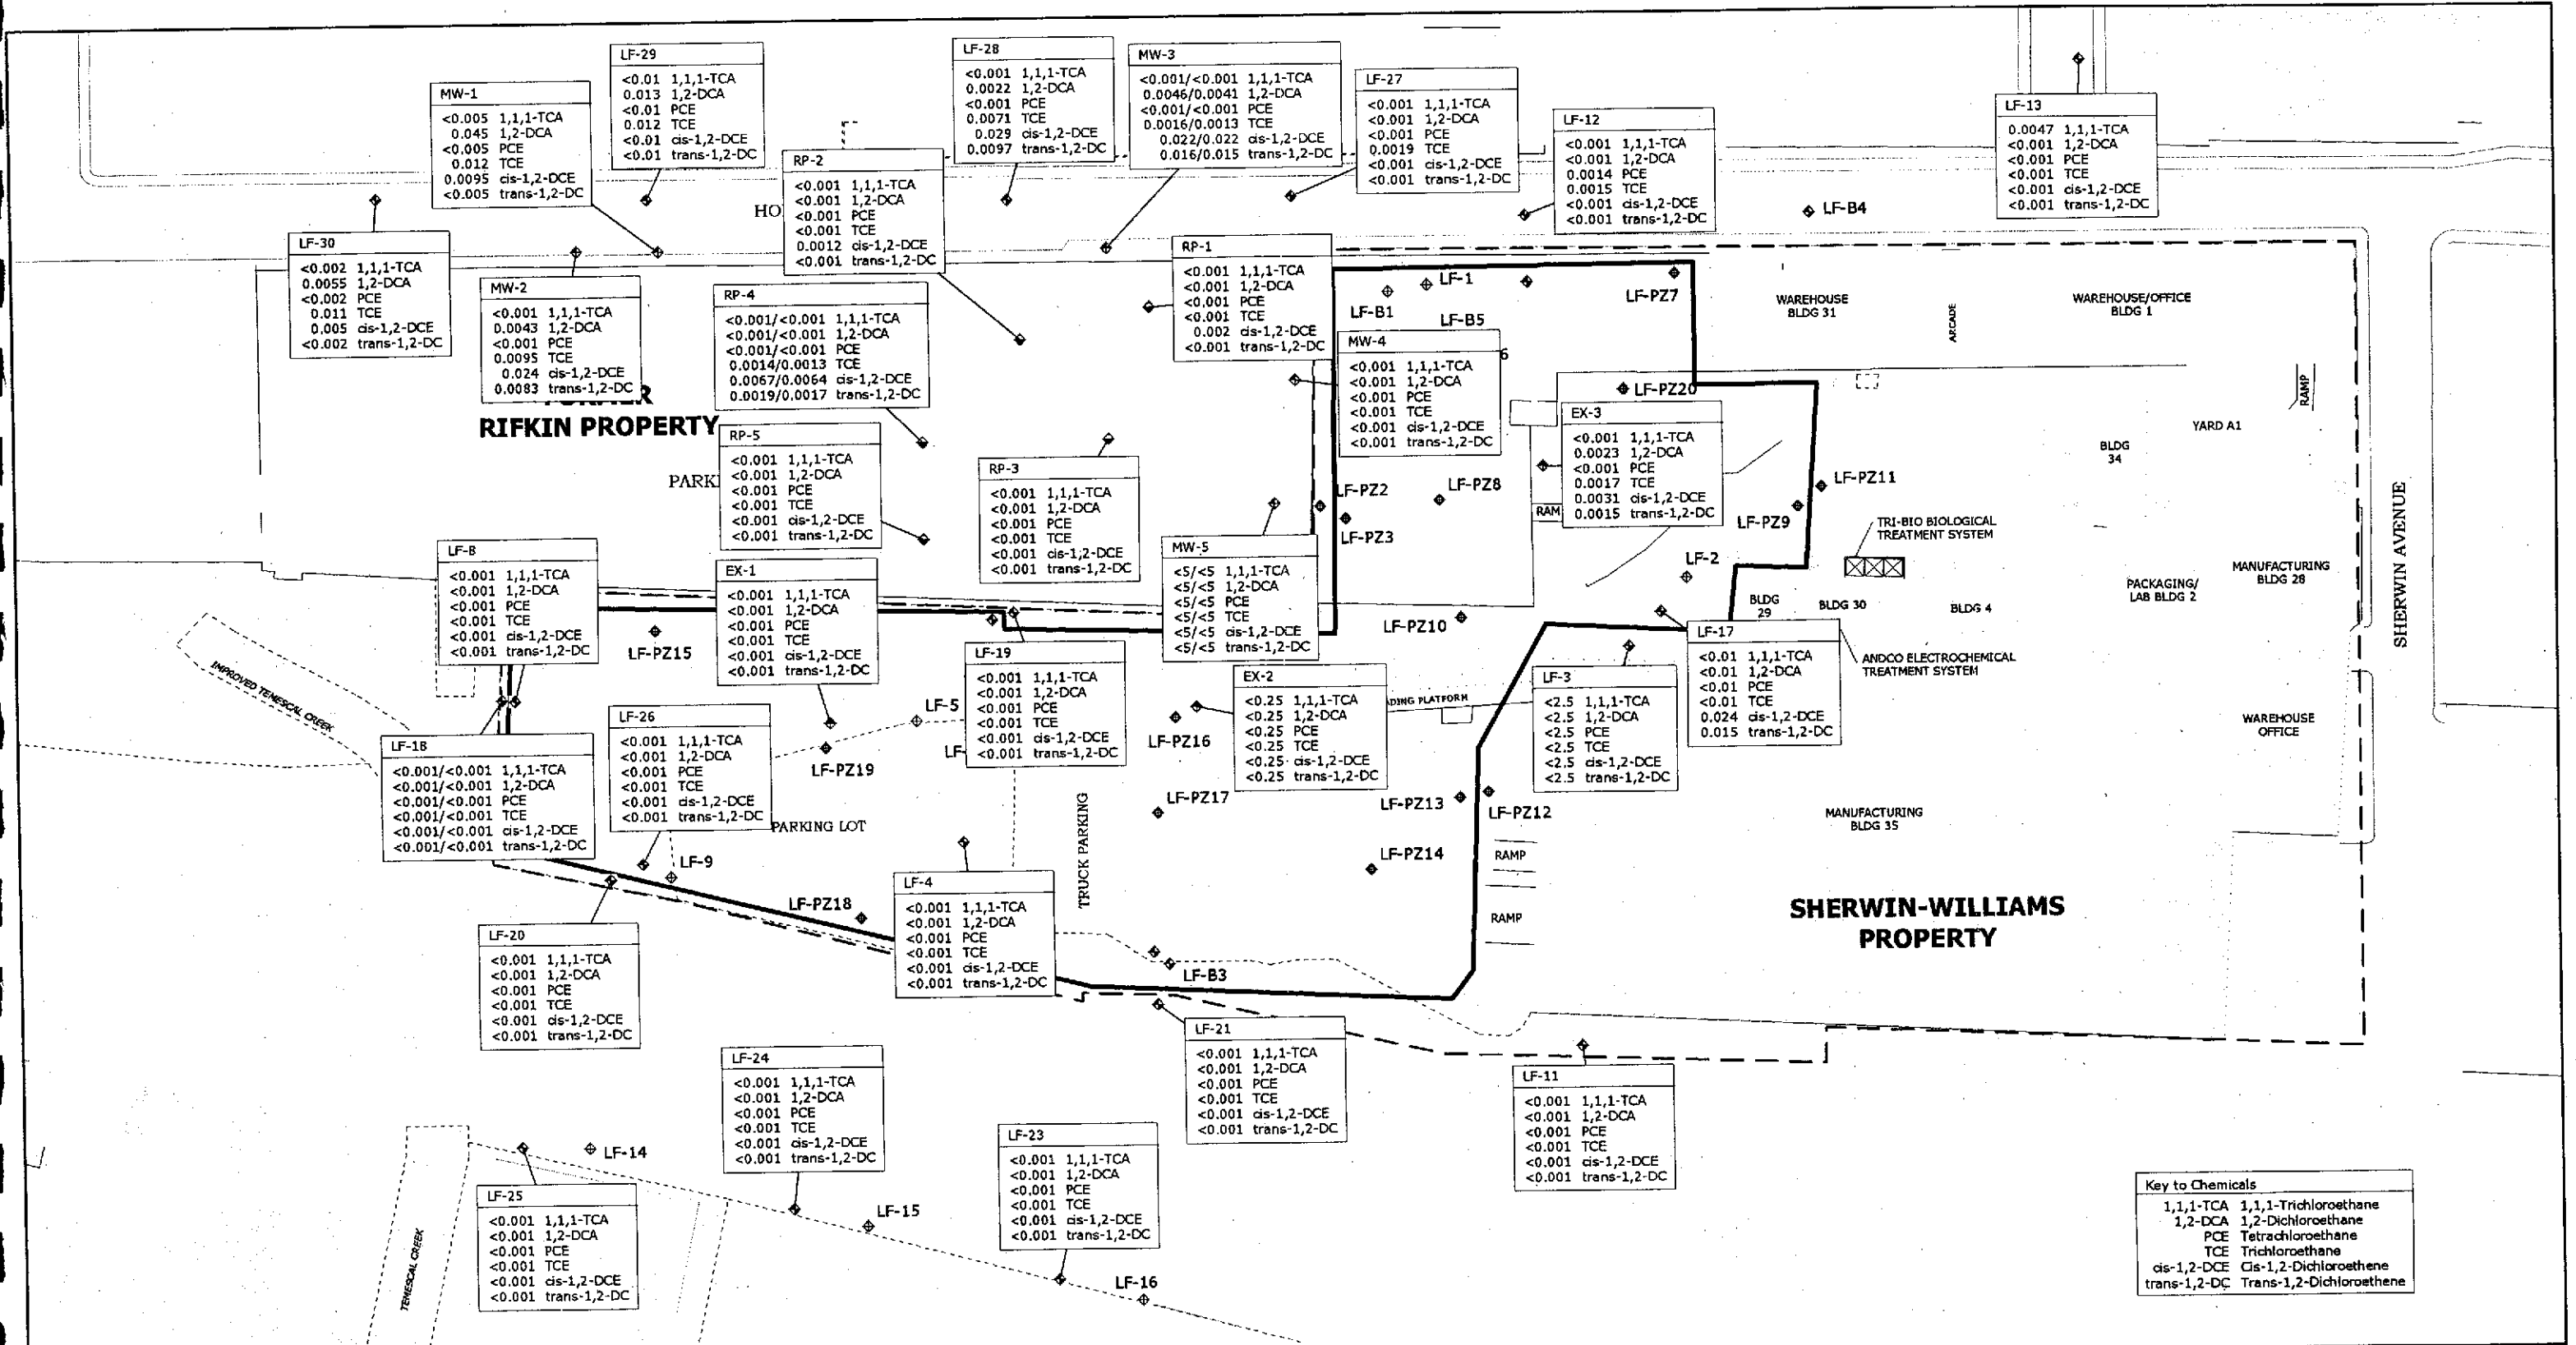 LF-29
<0.01 1,1,1-TCA
0.013 1,2-DCA
<0.01 PCE
0.012 TCE
<0.01 cis-1,2-DCE
<0.01 trans-1,2-DC
LF-28
<0.001 1,1,1-TCA
0.0022 1,2-DCA
<0.001 PCE
0.0071 TCE
0.029 cis-1,2-DCE
0.0097 trans-1,2-DC
MW-3
<0.001/<0.001 1,1,1-TCA
0.0046/0.0041 1,2-DCA
<0.001/<0.001 PCE
0.0016/0.0013 TCE
0.022/0.022 cis-1,2-DCE
0.016/0.015 trans-1,2-DC
LF-27
<0.001 1,1,1-TCA
<0.001 1,2-DCA
<0.001 PCE
0.0019 TCE
<0.001 cis-1,2-DCE
<0.001 trans-1,2-DC
MW-1
<0.005 1,1,1-TCA
0.045 1,2-DCA
<0.005 PCE
0.012 TCE
0.0095 cis-1,2-DCE
<0.005 trans-1,2-DC
LF-12
<0.001 1,1,1-TCA
<0.001 1,2-DCA
0.0014 PCE
0.0015 TCE
<0.001 cis-1,2-DCE
<0.001 trans-1,2-DC
LF-13
0.0047 1,1,1-TCA
<0.001 1,2-DCA
<0.001 PCE
<0.001 TCE
<0.001 cis-1,2-DCE
<0.001 trans-1,2-DC
RP-2
<0.001 1,1,1-TCA
<0.001 1,2-DCA
<0.001 PCE
<0.001 TCE
0.0012 cis-1,2-DCE
<0.001 trans-1,2-DC
HO
LF-B4
LF-30
<0.002 1,1,1-TCA
0.0055 1,2-DCA
<0.002 PCE
0.011 TCE
0.005 cis-1,2-DCE
<0.002 trans-1,2-DC
MW-2
<0.001 1,1,1-TCA
0.0043 1,2-DCA
<0.001 PCE
0.0095 TCE
0.024 cis-1,2-DCE
0.0083 trans-1,2-DC
RP-4
<0.001/<0.001 1,1,1-TCA
<0.001/<0.001 1,2-DCA
<0.001/<0.001 PCE
0.0014/0.0013 TCE
0.0067/0.0064 cis-1,2-DCE
0.0019/0.0017 trans-1,2-DC
RP-1
<0.001 1,1,1-TCA
<0.001 1,2-DCA
<0.001 PCE
<0.001 TCE
0.002 cis-1,2-DCE
<0.001 trans-1,2-DC
LF-1
LF-B1
LF-B5
LF-PZ7
WAREHOUSE
BLDG 31
ARCADE
WAREHOUSE/OFFICE
BLDG 1
MW-4
<0.001 1,1,1-TCA
<0.001 1,2-DCA
<0.001 PCE
<0.001 TCE
<0.001 cis-1,2-DCE
<0.001 trans-1,2-DC
6
LF-PZ20
RAMP
YARD A1
BLDG
34
RIFKIN PROPERTY
EX-3
<0.001 1,1,1-TCA
0.0023 1,2-DCA
<0.001 PCE
0.0017 TCE
0.0031 cis-1,2-DCE
0.0015 trans-1,2-DC
RP-5
<0.001 1,1,1-TCA
<0.001 1,2-DCA
<0.001 PCE
<0.001 TCE
<0.001 cis-1,2-DCE
<0.001 trans-1,2-DC
PARK
RP-3
<0.001 1,1,1-TCA
<0.001 1,2-DCA
<0.001 PCE
<0.001 TCE
<0.001 cis-1,2-DCE
<0.001 trans-1,2-DC
LF-PZ2
LF-PZ3
LF-PZ8
RAM
LF-PZ11
LF-PZ9
TRI-BIO BIOLOGICAL
TREATMENT SYSTEM
SHERWIN AVENUE
LF-8
<0.001 1,1,1-TCA
<0.001 1,2-DCA
<0.001 PCE
<0.001 TCE
<0.001 cis-1,2-DCE
<0.001 trans-1,2-DC
EX-1
<0.001 1,1,1-TCA
<0.001 1,2-DCA
<0.001 PCE
<0.001 TCE
<0.001 cis-1,2-DCE
<0.001 trans-1,2-DC
MW-5
<5/<5 1,1,1-TCA
<5/<5 1,2-DCA
<5/<5 PCE
<5/<5 TCE
<5/<5 cis-1,2-DCE
<5/<5 trans-1,2-DC
LF-2
BLDG
29
BLDG 30
BLDG 4
PACKAGING/
LAB BLDG 2
MANUFACTURING
BLDG 28
LF-PZ10
LF-PZ15
LF-17
<0.01 1,1,1-TCA
<0.01 1,2-DCA
<0.01 PCE
<0.01 TCE
0.024 cis-1,2-DCE
0.015 trans-1,2-DC
ANDCO ELECTROCHEMICAL
TREATMENT SYSTEM
IMPROVED TEMESCAL CREEK
LF-19
<0.001 1,1,1-TCA
<0.001 1,2-DCA
<0.001 PCE
<0.001 TCE
<0.001 cis-1,2-DCE
<0.001 trans-1,2-DC
EX-2
<0.25 1,1,1-TCA
<0.25 1,2-DCA
<0.25 PCE
<0.25 TCE
<0.25 cis-1,2-DCE
<0.25 trans-1,2-DC
DING PLATFORM
LF-3
<2.5 1,1,1-TCA
<2.5 1,2-DCA
<2.5 PCE
<2.5 TCE
<2.5 cis-1,2-DCE
<2.5 trans-1,2-DC
WAREHOUSE
OFFICE
LF-26
<0.001 1,1,1-TCA
<0.001 1,2-DCA
<0.001 PCE
<0.001 TCE
<0.001 cis-1,2-DCE
<0.001 trans-1,2-DC
LF-5
LF-
LF-PZ16
LF-PZ19
LF-18
<0.001/<0.001 1,1,1-TCA
<0.001/<0.001 1,2-DCA
<0.001/<0.001 PCE
<0.001/<0.001 TCE
<0.001/<0.001 cis-1,2-DCE
<0.001/<0.001 trans-1,2-DC
PARKING LOT
TRUCK PARKING
LF-PZ17
LF-PZ13
LF-PZ12
MANUFACTURING
BLDG 35
LF-9
LF-PZ14
RAMP
RAMP
LF-PZ18
LF-4
<0.001 1,1,1-TCA
<0.001 1,2-DCA
<0.001 PCE
<0.001 TCE
<0.001 cis-1,2-DCE
<0.001 trans-1,2-DC
SHERWIN-WILLIAMS
PROPERTY
LF-20
<0.001 1,1,1-TCA
<0.001 1,2-DCA
<0.001 PCE
<0.001 TCE
<0.001 cis-1,2-DCE
<0.001 trans-1,2-DC
LF-B3
LF-21
<0.001 1,1,1-TCA
<0.001 1,2-DCA
<0.001 PCE
<0.001 TCE
<0.001 cis-1,2-DCE
<0.001 trans-1,2-DC
LF-24
<0.001 1,1,1-TCA
<0.001 1,2-DCA
<0.001 PCE
<0.001 TCE
<0.001 cis-1,2-DCE
<0.001 trans-1,2-DC
LF-11
<0.001 1,1,1-TCA
<0.001 1,2-DCA
<0.001 PCE
<0.001 TCE
<0.001 cis-1,2-DCE
<0.001 trans-1,2-DC
LF-23
<0.001 1,1,1-TCA
<0.001 1,2-DCA
<0.001 PCE
<0.001 TCE
<0.001 cis-1,2-DCE
<0.001 trans-1,2-DC
LF-14
LF-25
<0.001 1,1,1-TCA
<0.001 1,2-DCA
<0.001 PCE
<0.001 TCE
<0.001 cis-1,2-DCE
<0.001 trans-1,2-DC
LF-15
LF-16
TEMESCAL CREEK
Key to Chemicals
1,1,1-TCA 1,1,1-Trichloroethane
1,2-DCA 1,2-Dichloroethane
PCE Tetrachloroethane
TCE Trichloroethane
cis-1,2-DCE Cis-1,2-Dichloroethene
trans-1,2-DC Trans-1,2-Dichloroethene